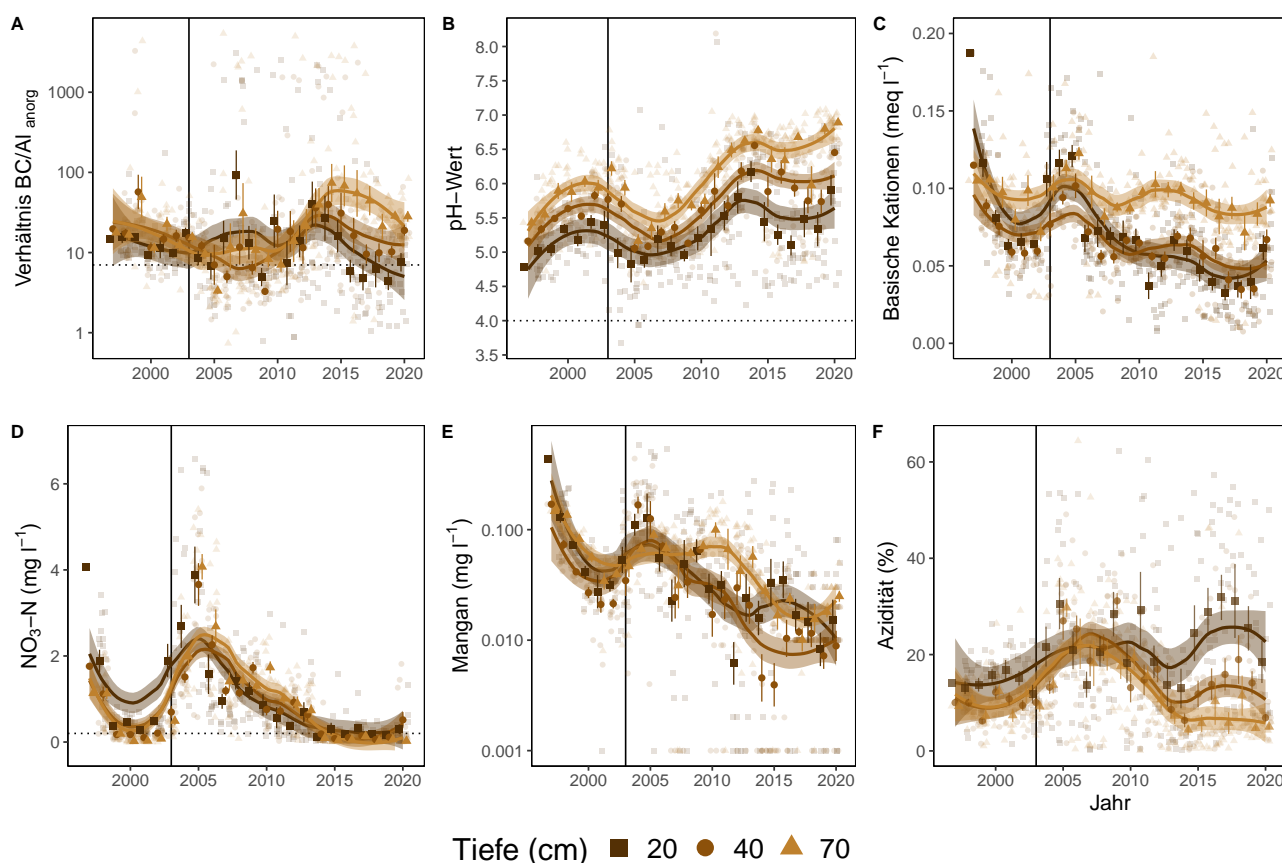 A
Verhältnis BC/Al anorg
1000
100
10
1
2000 2005 2010 2015 2020
B
pH–Wert
8.0
7.5
7.0
6.5
6.0
5.5
5.0
4.5
4.0
3.5
2000 2005 2010 2015 2020
C
Basische Kationen (meq l⁻¹)
0.20
0.15
0.10
0.05
0.00
2000 2005 2010 2015 2020
D
NO₃–N (mg l⁻¹)
6
4
2
0
2000 2005 2010 2015 2020
E
Mangan (mg l⁻¹)
0.100
0.010
0.001
2000 2005 2010 2015 2020
F
Azidität (%)
60
40
20
0
2000 2005 2010 2015 2020
Jahr
Tiefe (cm) 20 40 70